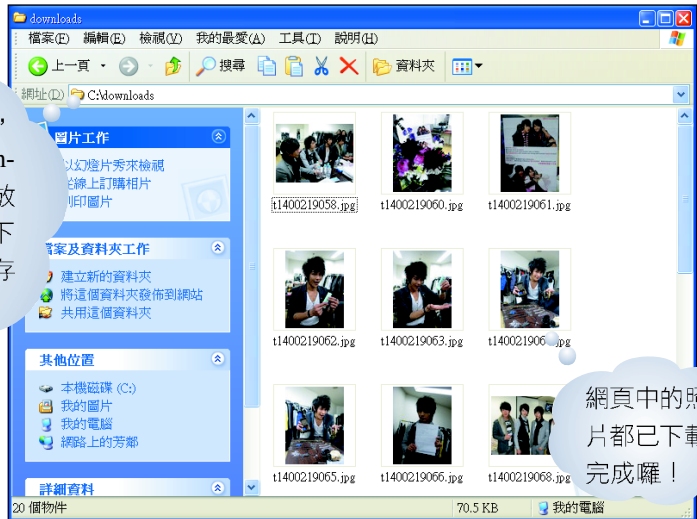 downloads
檔案(F) 編輯(E) 檢視(V) 我的最愛(A) 工具(T) 說明(H)
上一頁 搜尋 資料夾
網址(D) C:\downloads
，
n-
放
下
存
圖片工作
以幻燈片秀來檢視
從線上訂購相片
列印圖片
檔案及資料夾工作
建立新的資料夾
將這個資料夾發佈到網站
共用這個資料夾
其他位置
本機磁碟 (C:)
我的圖片
我的電腦
網路上的芳鄰
詳細資料
t1400219058.jpg t1400219060.jpg t1400219061.jpg
t1400219062.jpg t1400219063.jpg t140021906 .jpg
t1400219065.jpg t1400219066.jpg t1400219068.jpg
網頁中的照
片都已下載
完成囉！
20 個物件 70.5 KB 我的電腦